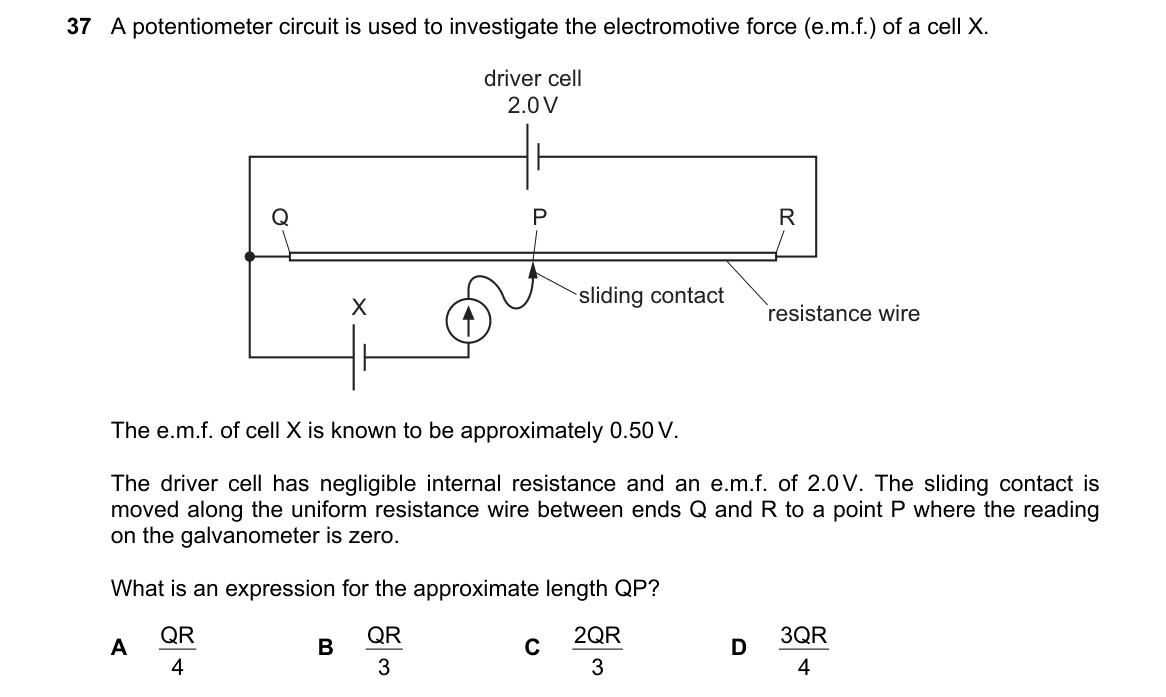 37 A potentiometer circuit is used to investigate the electromotive force (e.m.f.) of a cell X.
driver cell
2.0 V
Q
P
R
sliding contact
X
resistance wire
The e.m.f. of cell X is known to be approximately 0.50 V.
The driver cell has negligible internal resistance and an e.m.f. of 2.0 V. The sliding contact is
moved along the uniform resistance wire between ends Q and R to a point P where the reading
on the galvanometer is zero.
What is an expression for the approximate length QP?
A QR/4 B QR/3 C 2QR/3 D 3QR/4